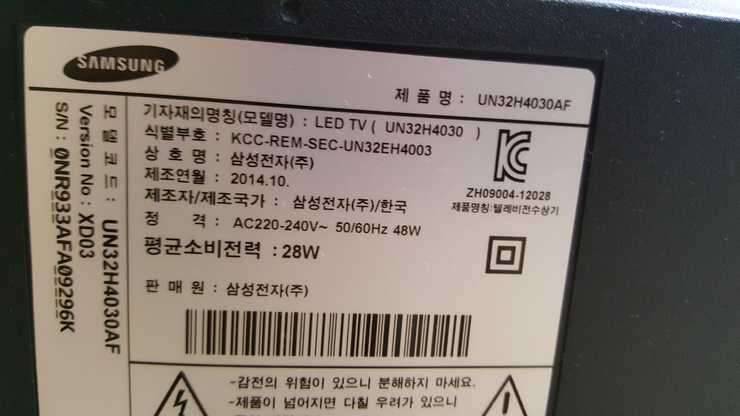 SAMSUNG
제 품 명 : UN32H4030AF
기자재의명칭(모델명) : LED TV ( UN32H4030 )
식별부호 : KCC-REM-SEC-UN32EH4003
상 호 명 : 삼성전자(주)
제조연월 : 2014.10.
제조자/제조국가 : 삼성전자(주)/한국
정 격 : AC220-240V~ 50/60Hz 48W
평균소비전력 : 28W
판 매 원 : 삼성전자(주)
ZH09004-12028
제품명칭:텔레비전수상기
-감전의 위험이 있으니 분해하지 마세요.
-제품이 넘어지면 다칠 우려가 있으니
모 델 코 드 : UN32H4030AF
Version No : XD03
S/N : 0NR933AFA09296K